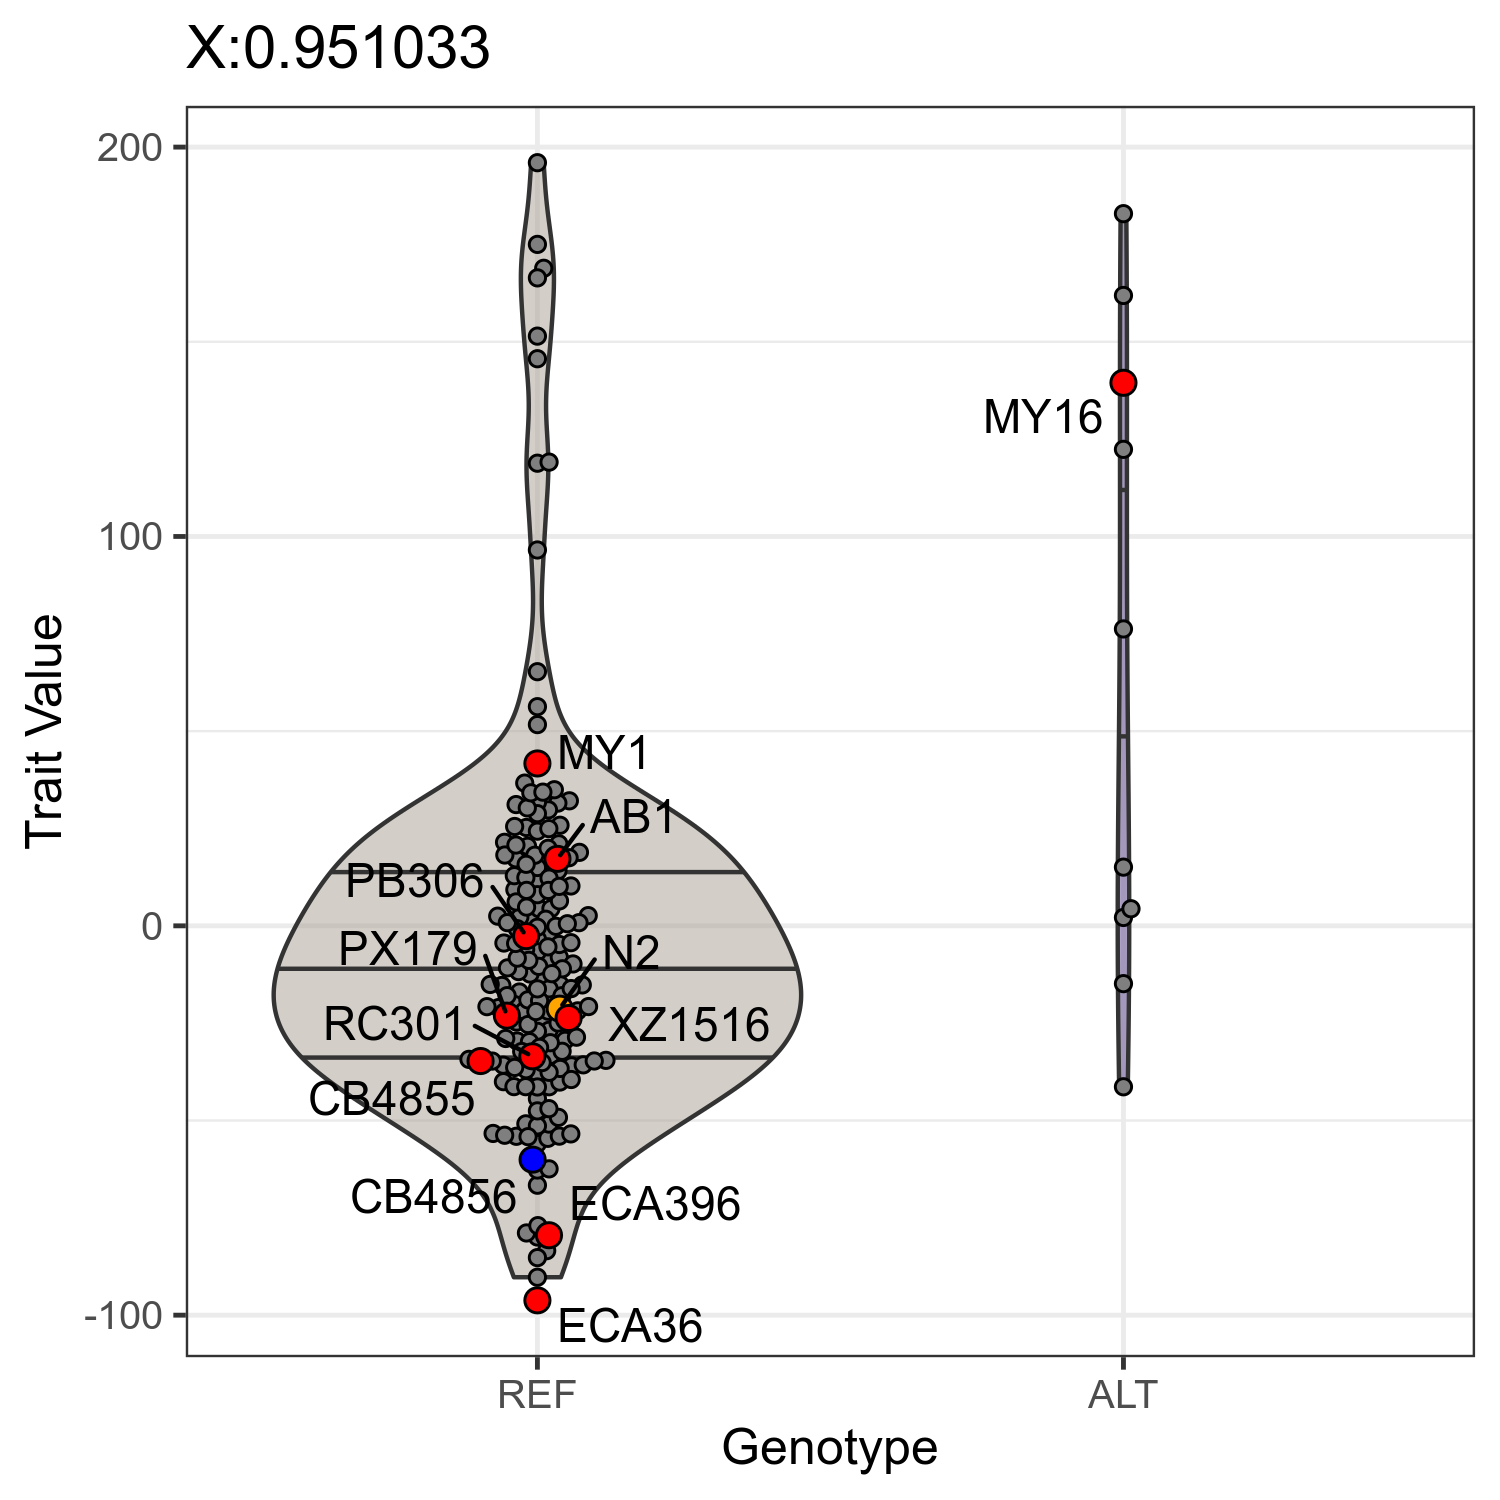 X:0.951033
200
100
0
-100
Trait Value
MY16
MY1
AB1
PB306
PX179
N2
RC301
XZ1516
CB4855
CB4856
ECA396
ECA36
REF
ALT
Genotype